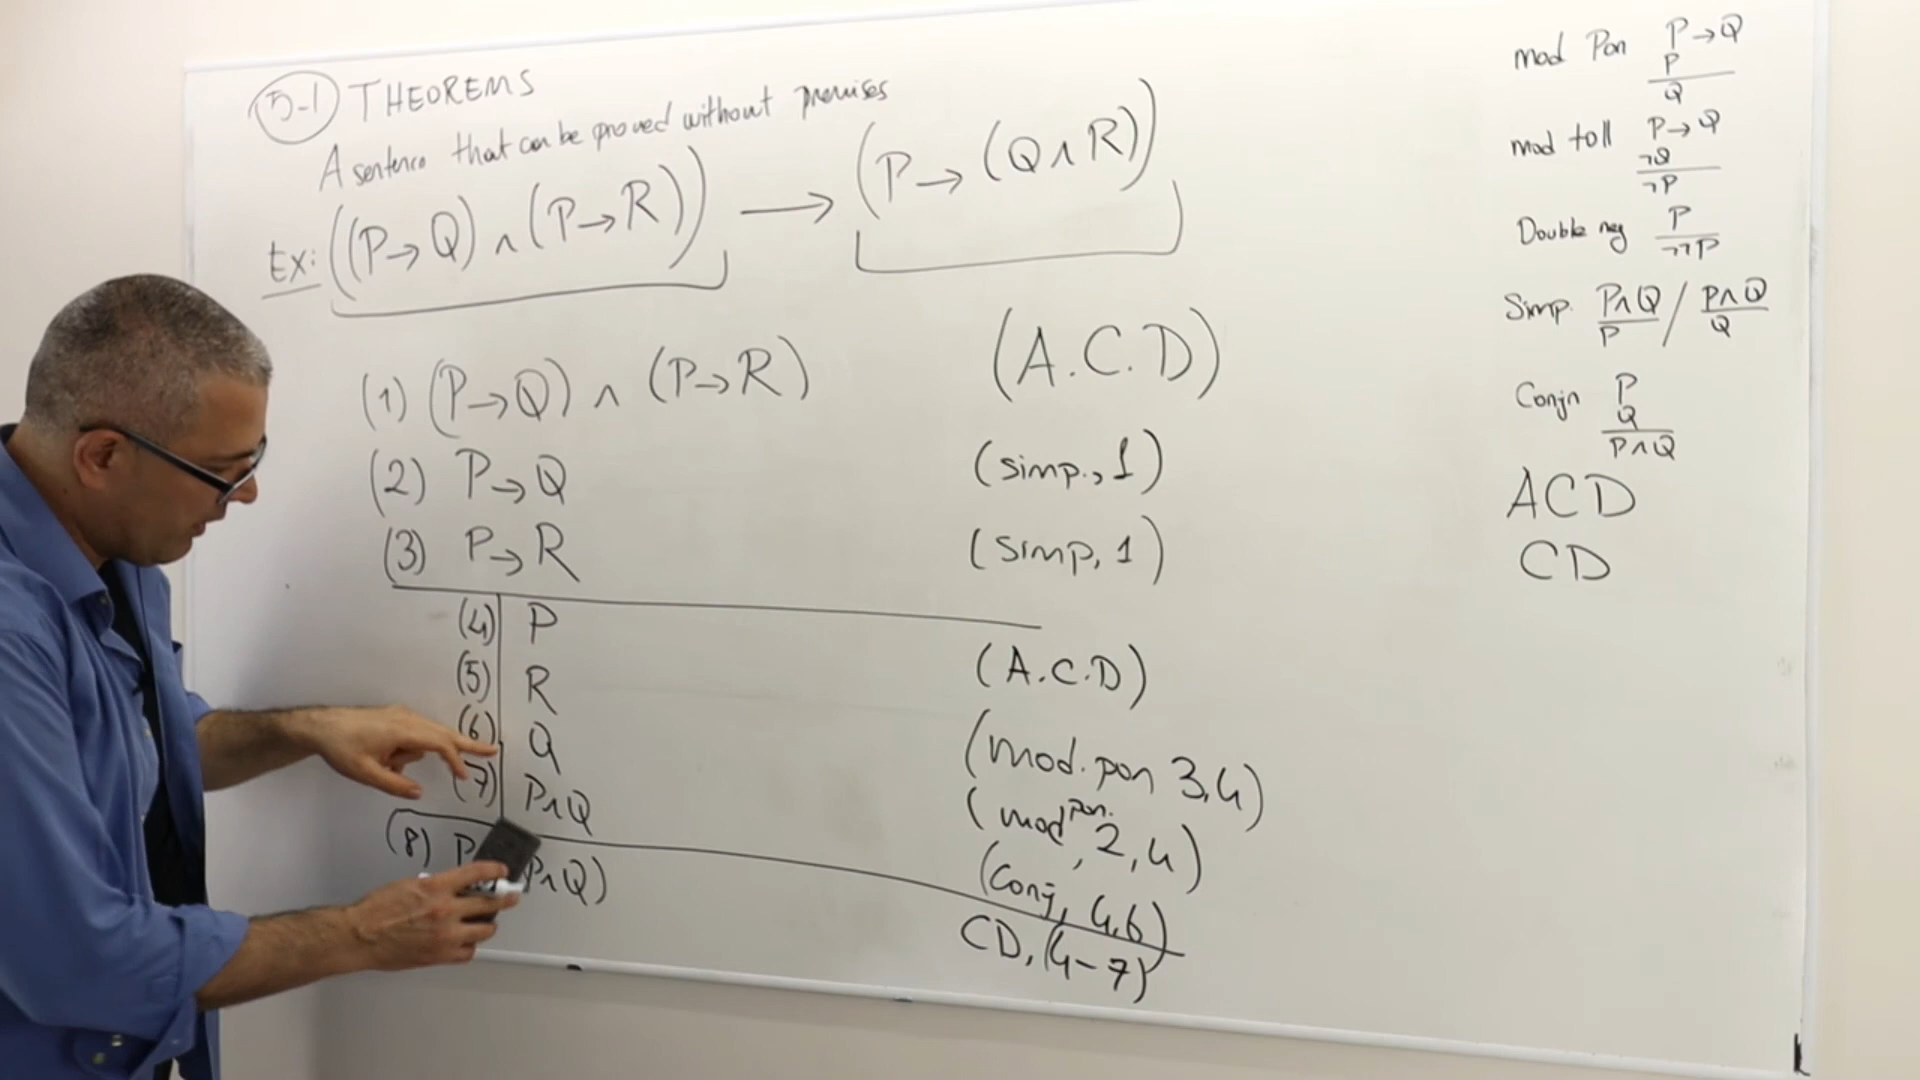 5-1 THEOREMS
A sentence that can be proved without premises
Ex: ((P→Q) ∧ (P→R)) → (P→(Q∧R))
(1) (P→Q) ∧ (P→R) (A.C.D)
(2) P→Q (simp., 1)
(3) P→R (simp, 1)
(4) P (A.C.D)
(5) R (mod. pon 3,4)
(6) Q (mod pon. , 2, 4)
(7) P∧Q (Conj, 4,6)
(8) P P∧Q) CD, (4-7)
mod Pon P→Q
P
Q
mod toll P→Q
¬Q
¬P
Double neg P
¬¬P
Simp. P∧Q / P∧Q
P Q
Conjn P
Q
P∧Q
ACD
CD